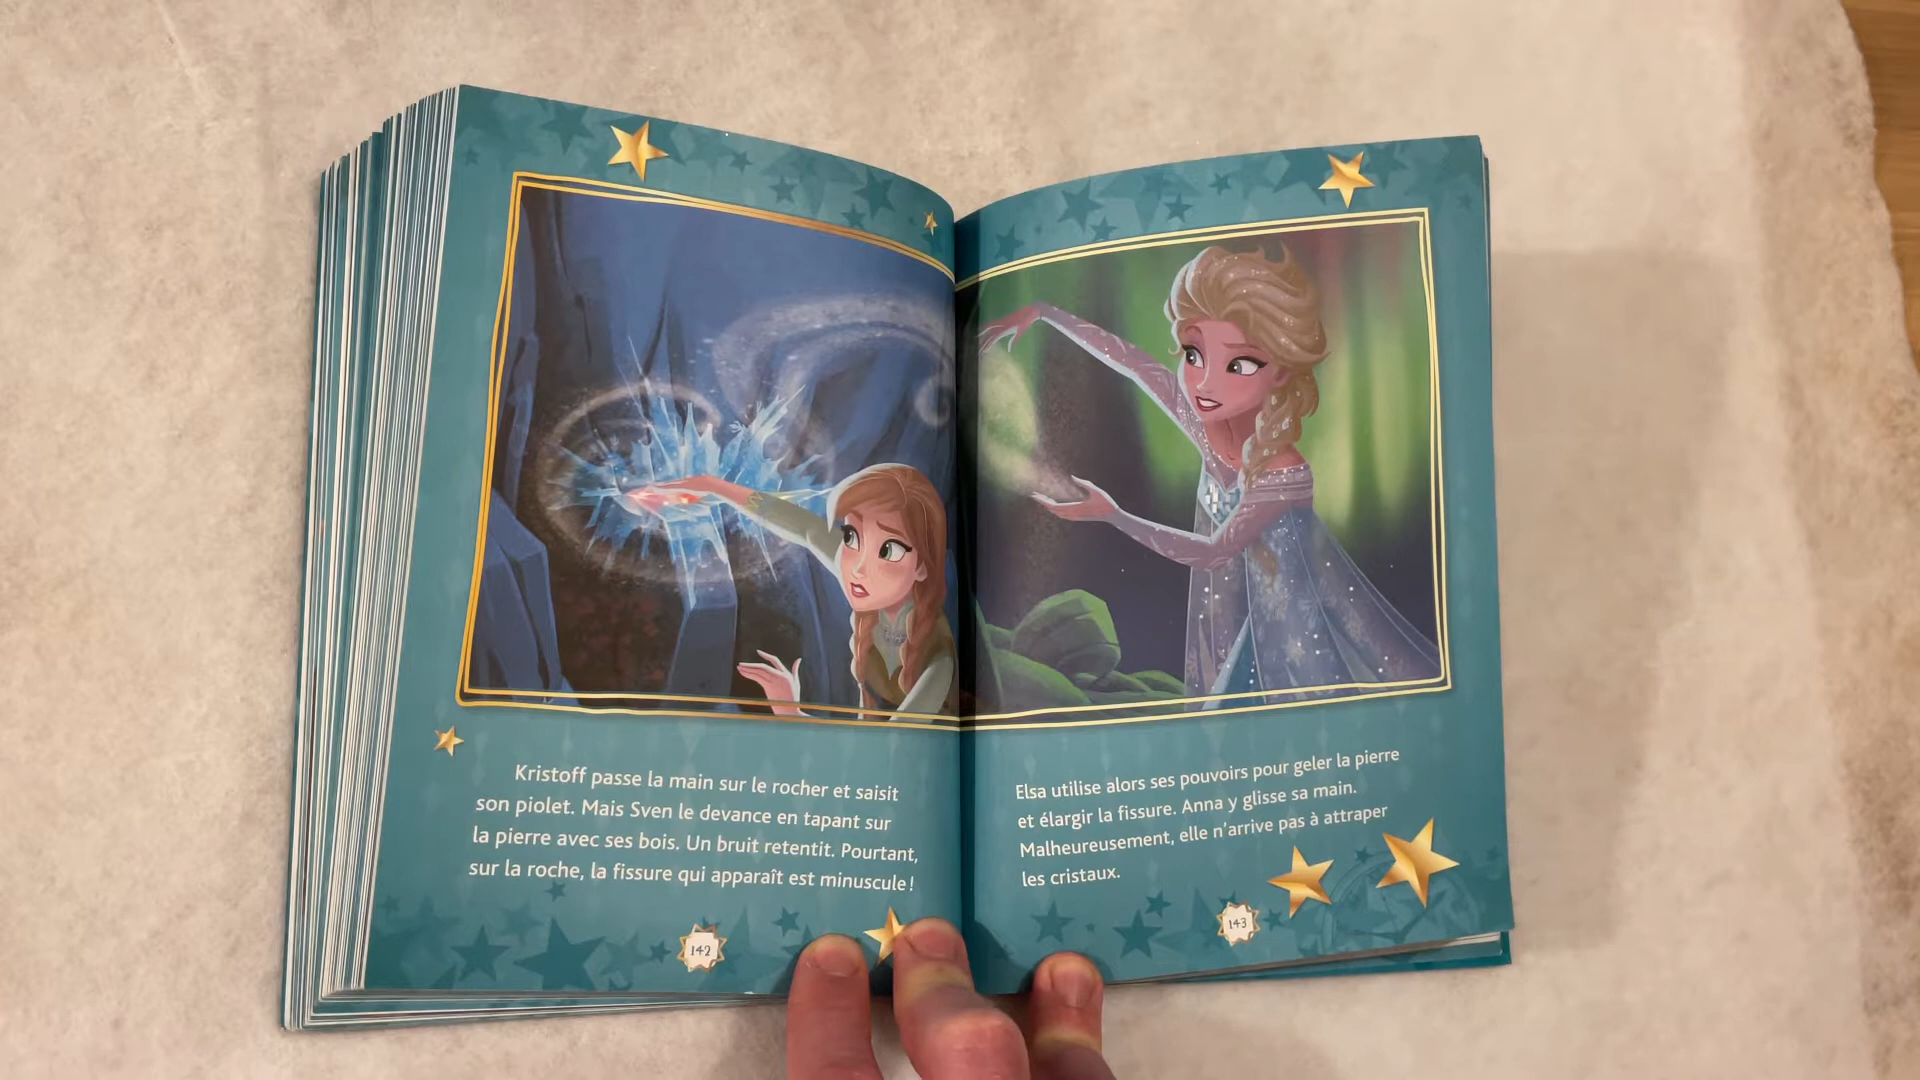 Kristoff passe la main sur le rocher et saisit
son piolet. Mais Sven le devance en tapant sur
la pierre avec ses bois. Un bruit retentit. Pourtant,
sur la roche, la fissure qui apparaît est minuscule !
142
Elsa utilise alors ses pouvoirs pour geler la pierre
et élargir la fissure. Anna y glisse sa main.
Malheureusement, elle n'arrive pas à attraper
les cristaux.
143